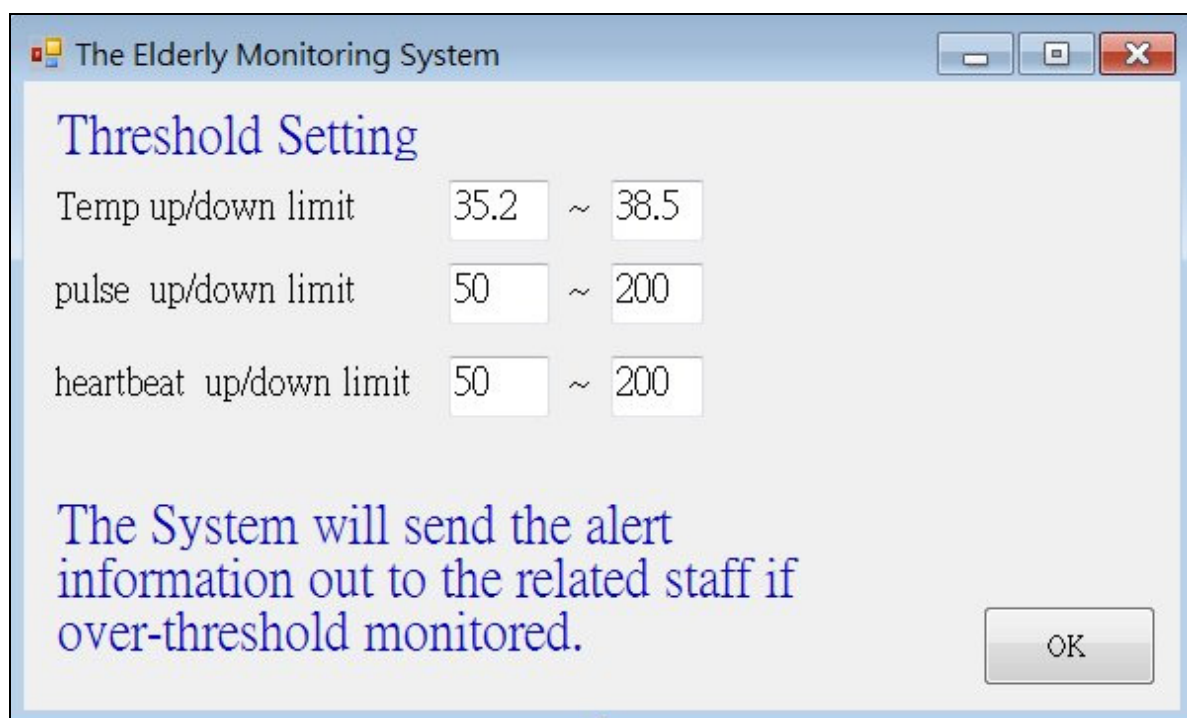 The Elderly Monitoring System
Threshold Setting
Temp up/down limit 35.2 ~ 38.5
pulse up/down limit 50 ~ 200
heartbeat up/down limit 50 ~ 200
The System will send the alert
information out to the related staff if
over-threshold monitored.
OK